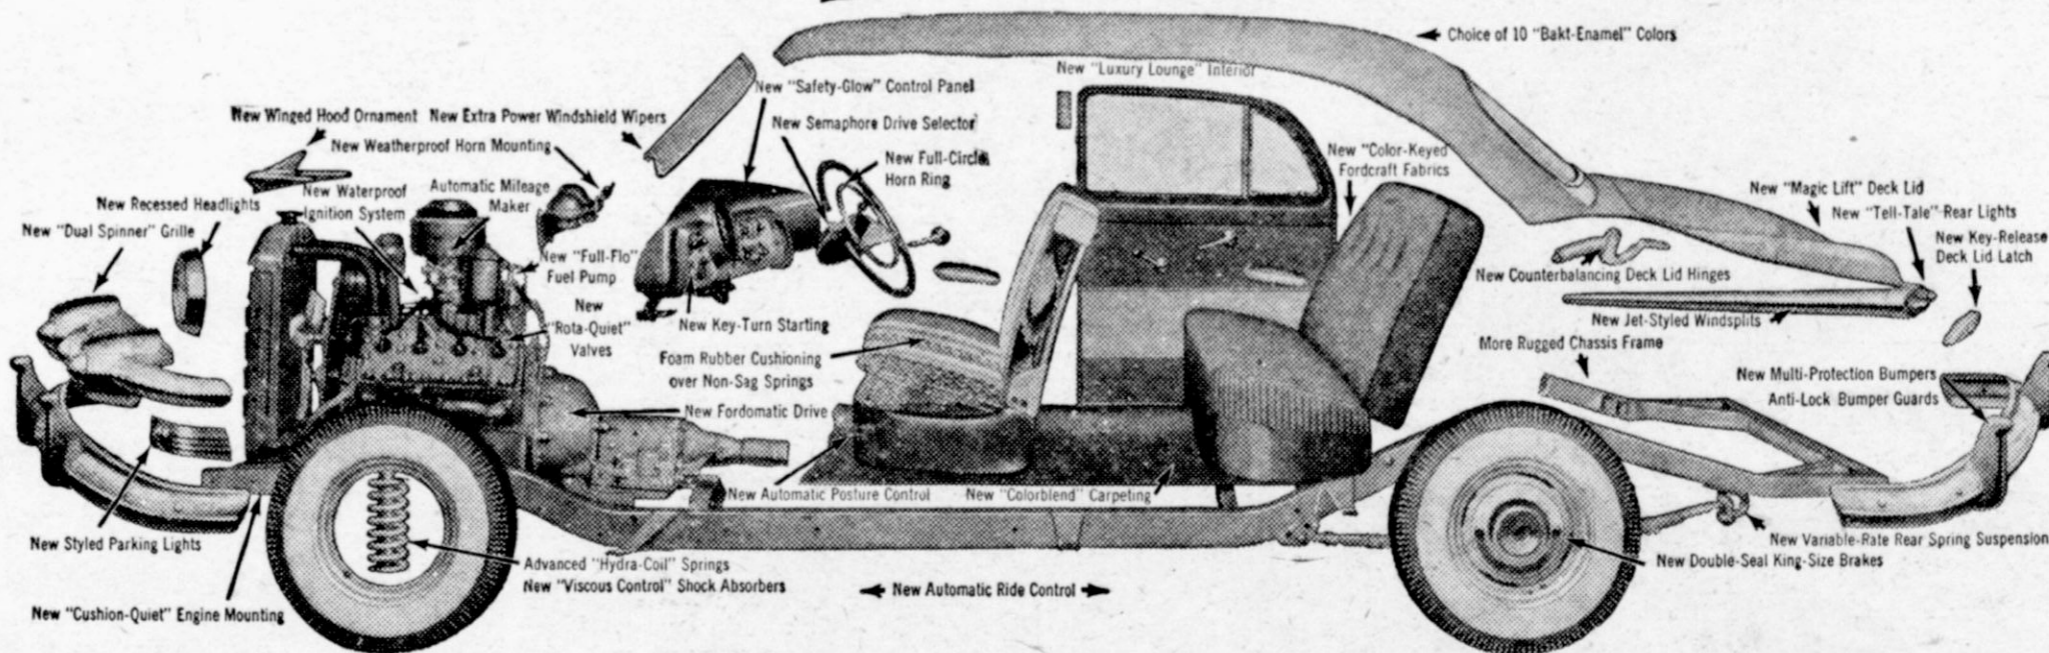 Choice of 10 "Bakt-Enamel" Colors
New "Luxury Lounge" Interior
New "Safety-Glow" Control Panel
New Winged Hood Ornament
New Extra Power Windshield Wipers
New Semaphore Drive Selector
New Weatherproof Horn Mounting
New Full-Circle
Horn Ring
New "Color-Keyed
Fordcraft Fabrics
New Waterproof
Ignition System
Automatic Mileage
Maker
New Recessed Headlights
New "Dual Spinner" Grille
New "Magic Lift" Deck Lid
New "Tell-Tale" Rear Lights
New Key-Release
Deck Lid Latch
New "Full-Flo"
Fuel Pump
New Counterbalancing Deck Lid Hinges
New
"Rota-Quiet"
Valves
New Key-Turn Starting
New Jet-Styled Windsplits
More Rugged Chassis Frame
Foam Rubber Cushioning
over Non-Sag Springs
New Multi-Protection Bumpers
Anti-Lock Bumper Guards
New Fordomatic Drive
New Automatic Posture Control
New "Colorblend" Carpeting
New Styled Parking Lights
New Variable-Rate Rear Spring Suspension
New Double-Seal King-Size Brakes
Advanced "Hydra-Coil" Springs
New "Viscous Control" Shock Absorbers
New Automatic Ride Control
New "Cushion-Quiet" Engine Mounting